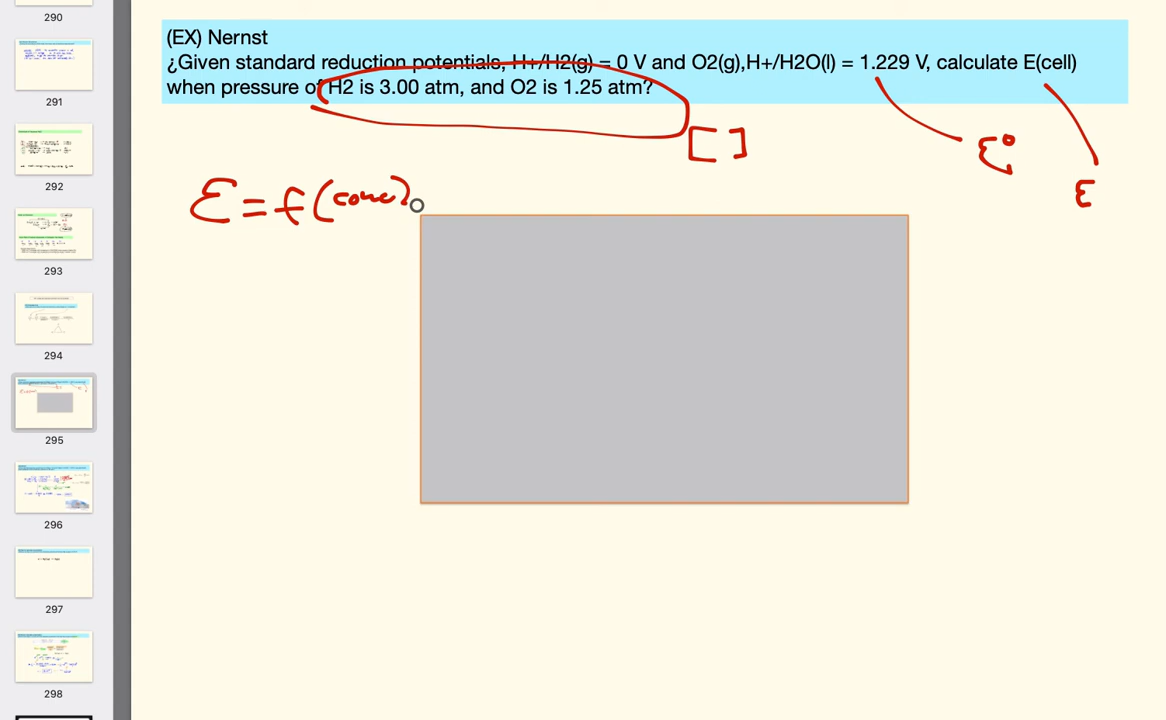 290
291
292
293
294
295
296
297
298
(EX) Nernst
¿Given standard reduction potentials, H+/H2(g) = 0 V and O2(g),H+/H2O(l) = 1.229 V, calculate E(cell)
when pressure of H2 is 3.00 atm, and O2 is 1.25 atm?
[ ]
E°
E
E = f(conc)